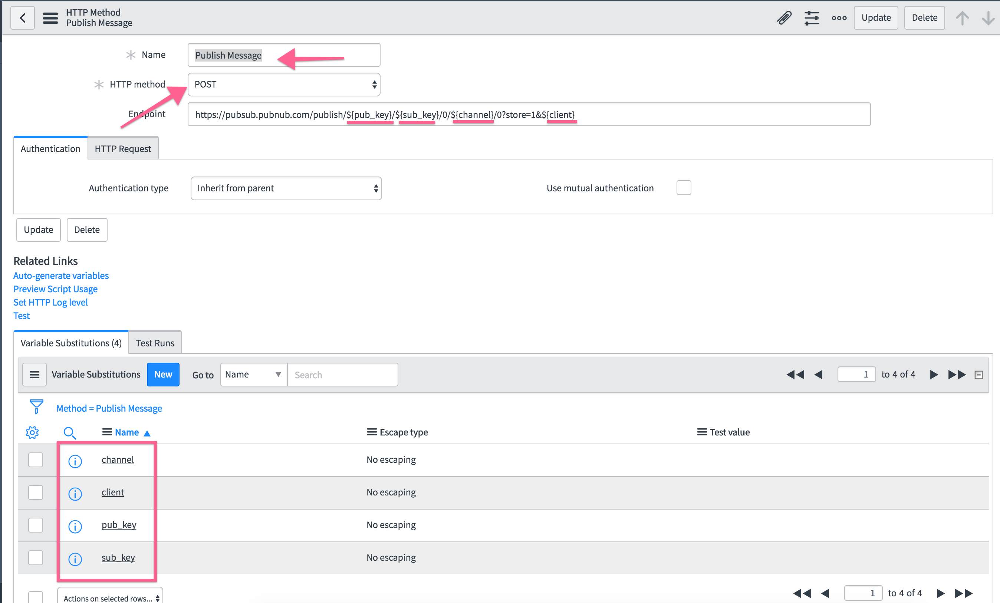 HTTP Method
Publish Message
Update
Delete
Name
Publish Message
HTTP method
POST
Endpoint
https://pubsub.pubnub.com/publish/${pub_key}/${sub_key}/0/${channel}/0?store=1&${client}
Authentication
HTTP Request
Authentication type
Inherit from parent
Use mutual authentication
Update
Delete
Related Links
Auto-generate variables
Preview Script Usage
Set HTTP Log level
Test
Variable Substitutions (4)
Test Runs
Variable Substitutions
New
Go to
Name
Search
1
to 4 of 4
Method = Publish Message
Name
Escape type
Test value
channel
No escaping
client
No escaping
pub_key
No escaping
sub_key
No escaping
Actions on selected rows...
1
to 4 of 4